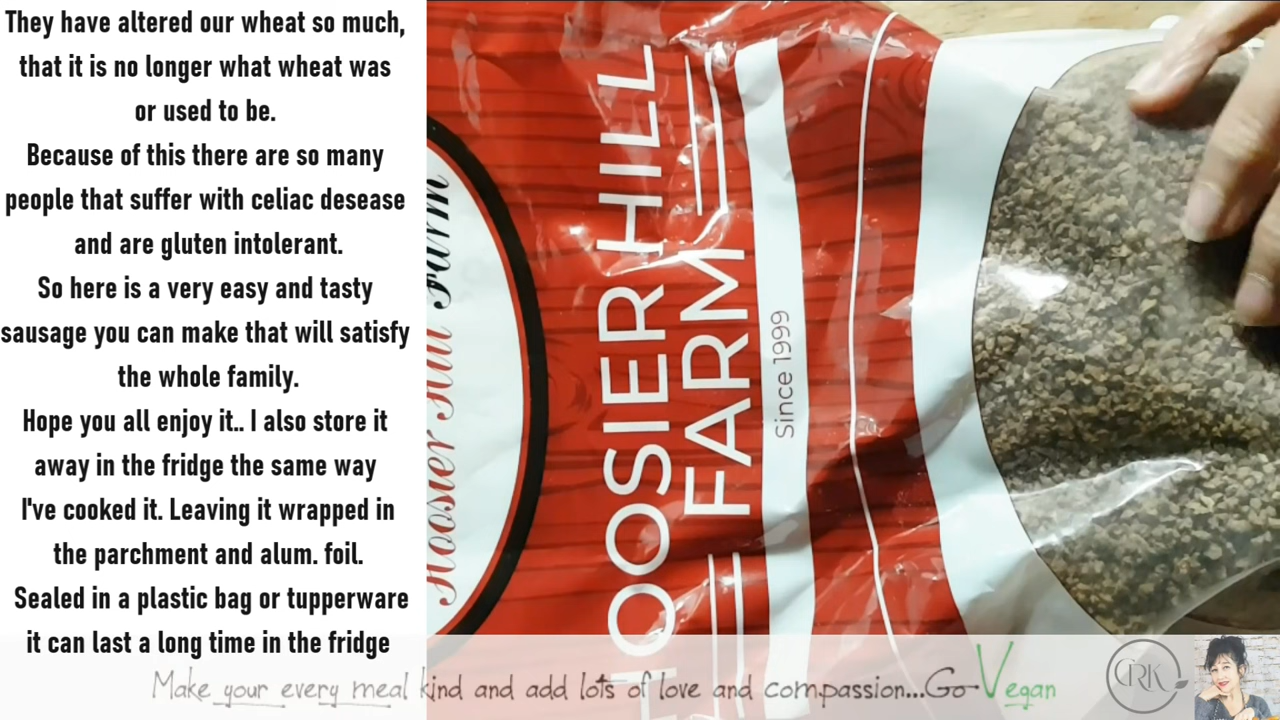 They have altered our wheat so much,
that it is no longer what wheat was
or used to be.
Because of this there are so many
people that suffer with celiac desease
and are gluten intolerant.
So here is a very easy and tasty
sausage you can make that will satisfy
the whole family.
Hope you all enjoy it.. I also store it
away in the fridge the same way
I've cooked it. Leaving it wrapped in
the parchment and alum. foil.
Sealed in a plastic bag or tupperware
it can last a long time in the fridge
Hoosier Hill Farm
HOOSIER HILL
FARM
Since 1999
Make your every meal kind and add lots of love and compassion...Go Vegan
CRK